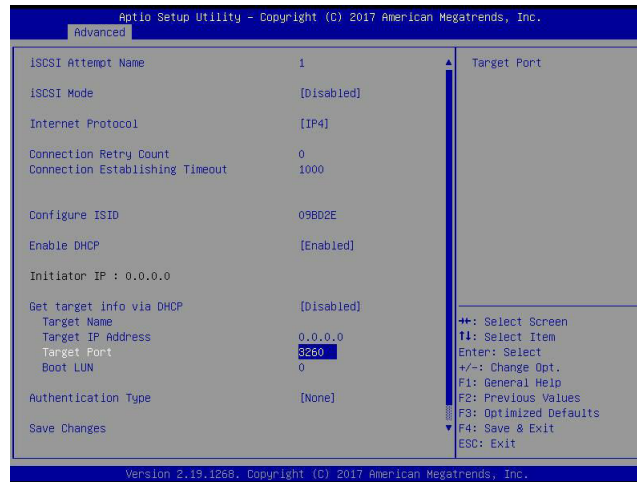 Aptio Setup Utility – Copyright (C) 2017 American Megatrends, Inc.
Advanced
iSCSI Attempt Name 1
iSCSI Mode [Disabled]
Internet Protocol [IP4]
Connection Retry Count 0
Connection Establishing Timeout 1000
Configure ISID 09BD2E
Enable DHCP [Enabled]
Initiator IP : 0.0.0.0
Get target info via DHCP [Disabled]
Target Name
Target IP Address 0.0.0.0
Target Port 3260
Boot LUN 0
Authentication Type [None]
Save Changes
Target Port
→←: Select Screen
↑↓: Select Item
Enter: Select
+/-: Change Opt.
F1: General Help
F2: Previous Values
F3: Optimized Defaults
F4: Save & Exit
ESC: Exit
Version 2.19.1268. Copyright (C) 2017 American Megatrends, Inc.